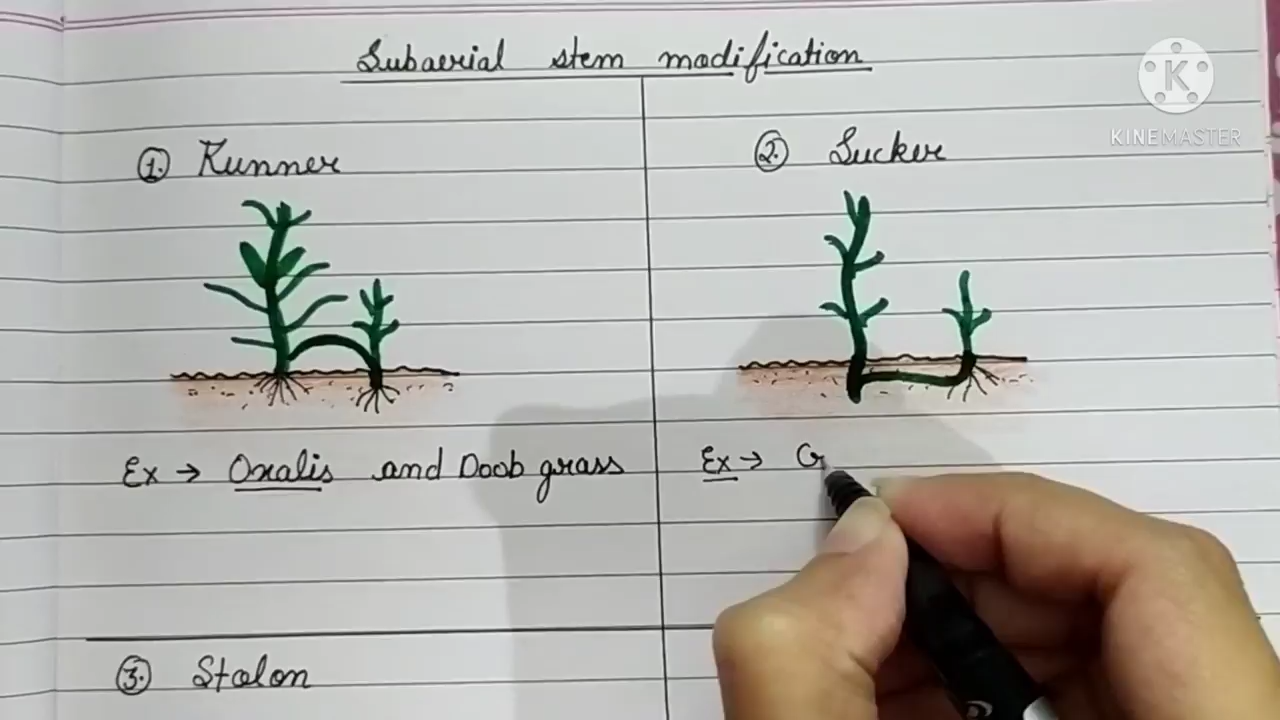 Subaerial stem modification
① Runner
② Sucker
Ex → Oxalis and Doob grass
Ex → G
③ Stolon
KINEMASTER